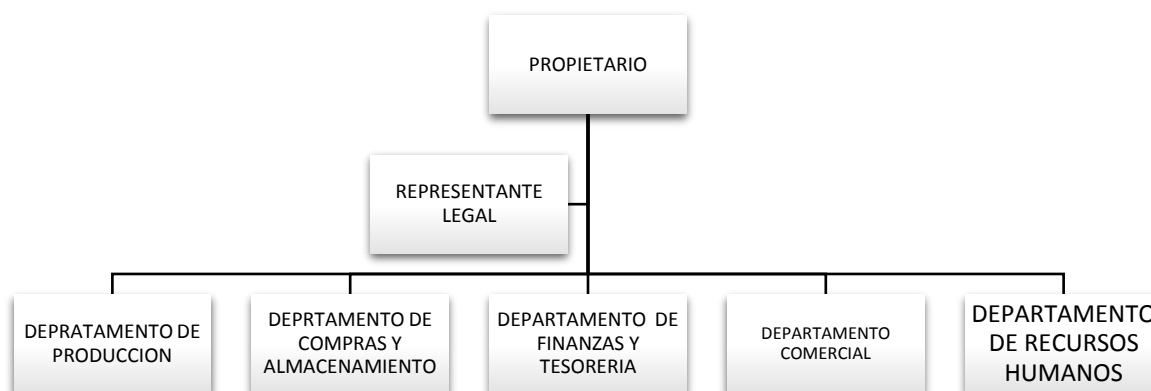 PROPIETARIO
REPRESENTANTE
LEGAL
DEPRATAMENTO DE
PRODUCCION
DEPRTAMENTO DE
COMPRAS Y
ALMACENAMIENTO
DEPARTAMENTO DE
FINANZAS Y
TESORERIA
DEPARTAMENTO
COMERCIAL
DEPARTAMENTO
DE RECURSOS
HUMANOS